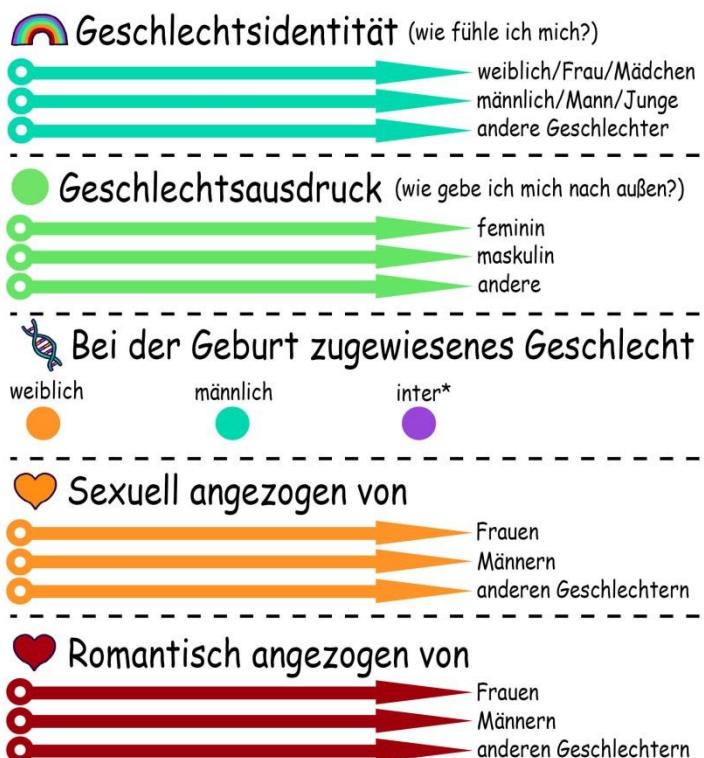 Geschlechtsidentität (wie fühle ich mich?)
weiblich/Frau/Mädchen
männlich/Mann/Junge
andere Geschlechter
Geschlechtsausdruck (wie gebe ich mich nach außen?)
feminin
maskulin
andere
Bei der Geburt zugewiesenes Geschlecht
weiblich männlich inter*
Sexuell angezogen von
Frauen
Männern
anderen Geschlechtern
Romantisch angezogen von
Frauen
Männern
anderen Geschlechtern